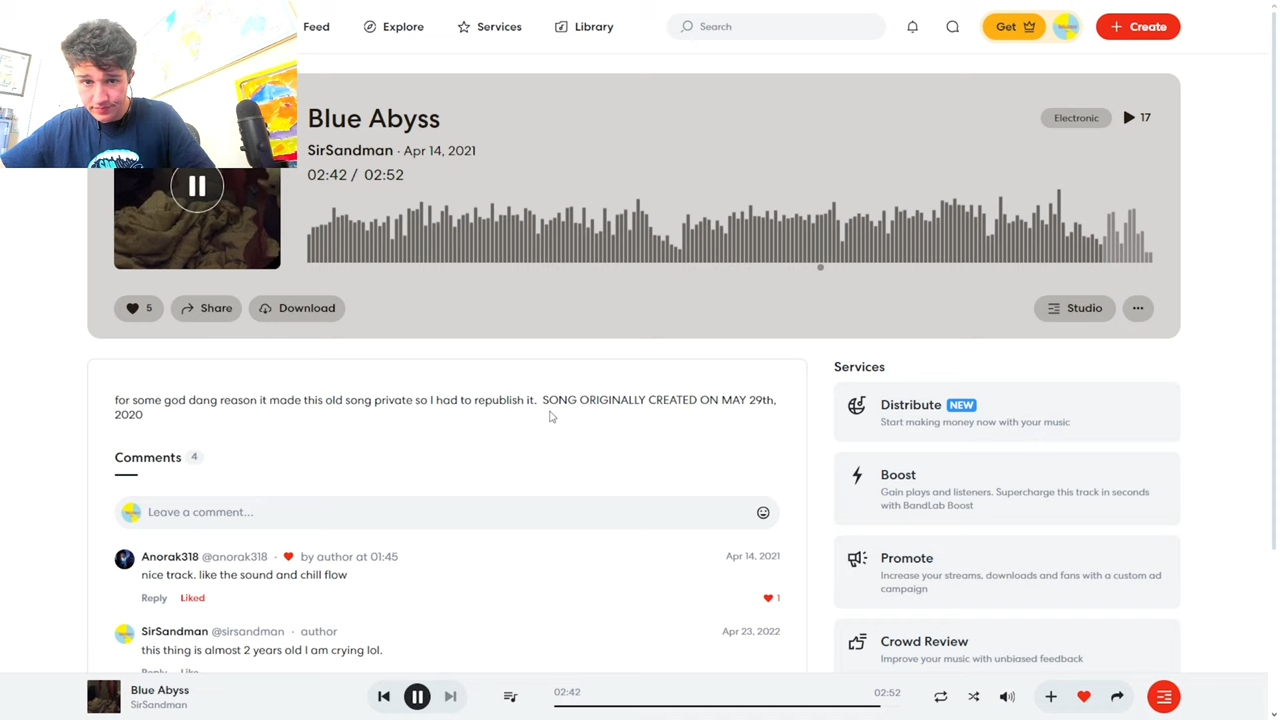 Feed
Explore
Services
Library
Search
Get
Create
Blue Abyss
SirSandman · Apr 14, 2021
02:42 / 02:52
Electronic
17
5
Share
Download
Studio
for some god dang reason it made this old song private so I had to republish it. SONG ORIGINALLY CREATED ON MAY 29th,
2020
Comments 4
Leave a comment...
Anorak318 @anorak318 · by author at 01:45
Apr 14, 2021
nice track. like the sound and chill flow
Reply Liked
1
SirSandman @sirsandman · author
Apr 23, 2022
this thing is almost 2 years old I am crying lol.
Reply Like
Services
Distribute NEW
Start making money now with your music
Boost
Gain plays and listeners. Supercharge this track in seconds
with BandLab Boost
Promote
Increase your streams, downloads and fans with a custom ad
campaign
Crowd Review
Improve your music with unbiased feedback
Blue Abyss
SirSandman
02:42
02:52